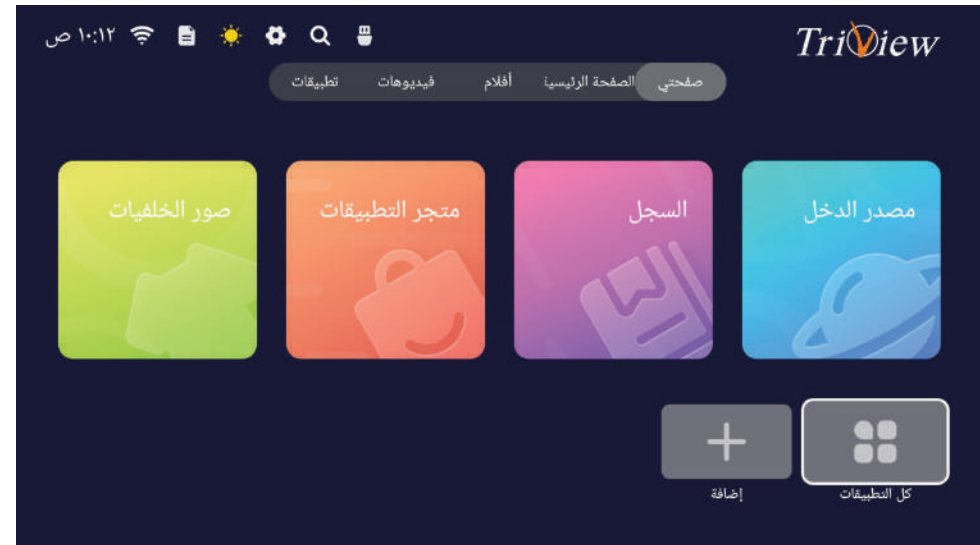 TriView
١٠:١٢ ص
صفحتي
الصفحة الرئيسية
أفلام
فيديوهات
تطبيقات
مصدر الدخل
السجل
متجر التطبيقات
صور الخلفيات
كل التطبيقات
إضافة